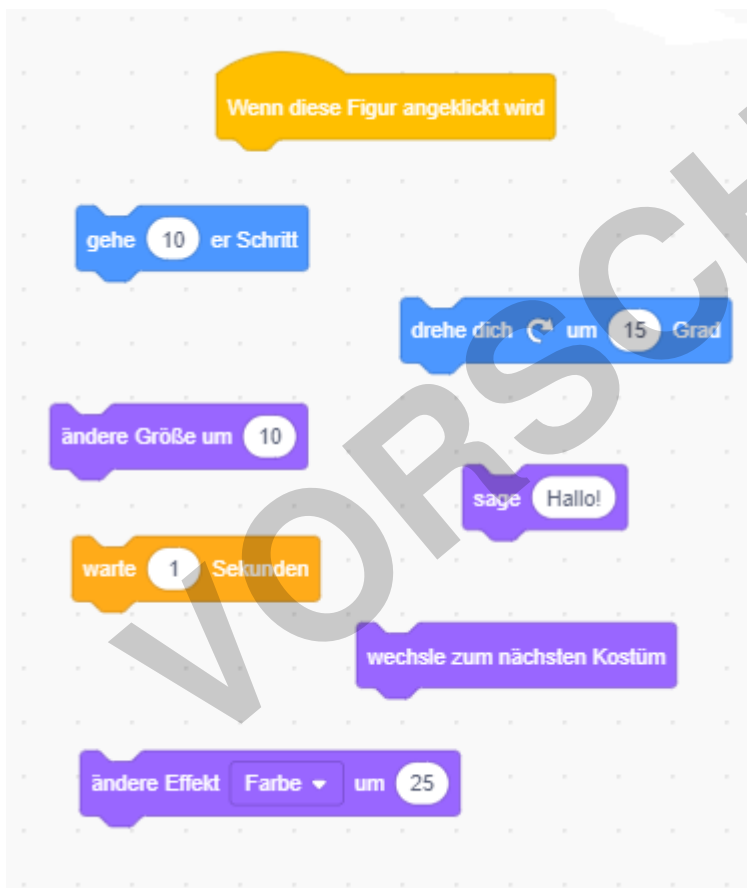 Wenn diese Figur angeklickt wird
gehe 10 er Schritt
drehe dich um 15 Grad
ändere Größe um 10
sage Hallo!
warte 1 Sekunden
wechsle zum nächsten Kostüm
ändere Effekt Farbe um 25
VORSCH